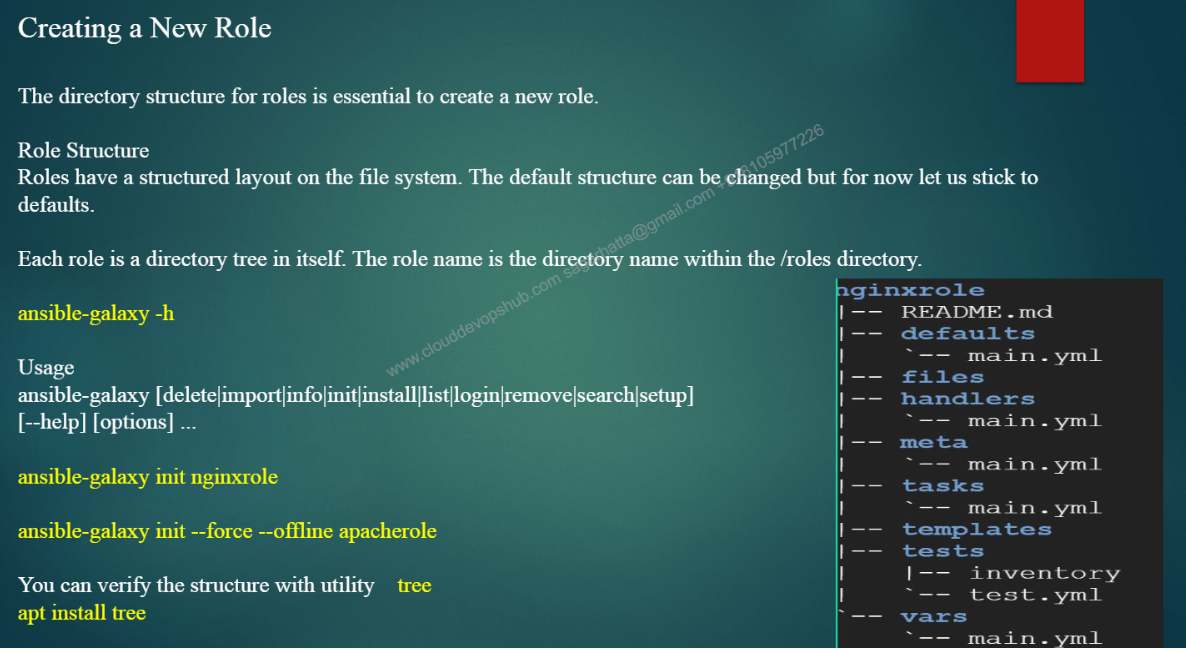 Creating a New Role
The directory structure for roles is essential to create a new role.
Role Structure
Roles have a structured layout on the file system. The default structure can be changed but for now let us stick to
defaults.
Each role is a directory tree in itself. The role name is the directory name within the /roles directory.
ansible-galaxy -h
Usage
ansible-galaxy [delete|import|info|init|install|list|login|remove|search|setup]
[--help] [options] ...
ansible-galaxy init nginxrole
ansible-galaxy init --force --offline apacherole
You can verify the structure with utility tree
apt install tree
www.clouddevopshub.com
nginxrole
|-- README.md
|-- defaults
|   `-- main.yml
|-- files
|-- handlers
|   `-- main.yml
|-- meta
|   `-- main.yml
|-- tasks
|   `-- main.yml
|-- templates
|-- tests
|   |-- inventory
|   `-- test.yml
`-- vars
    `-- main.yml